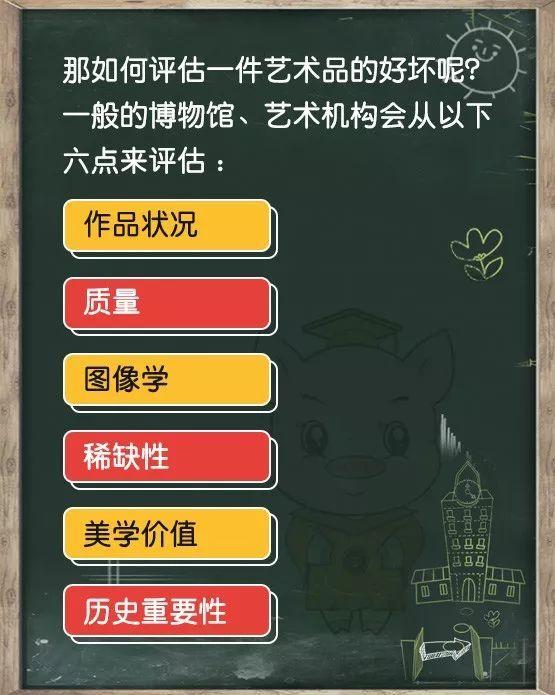 那如何评估一件艺术品的好坏呢?
一般的博物馆、艺术机构会从以下
六点来评估：
作品状况
质量
图像学
稀缺性
美学价值
历史重要性